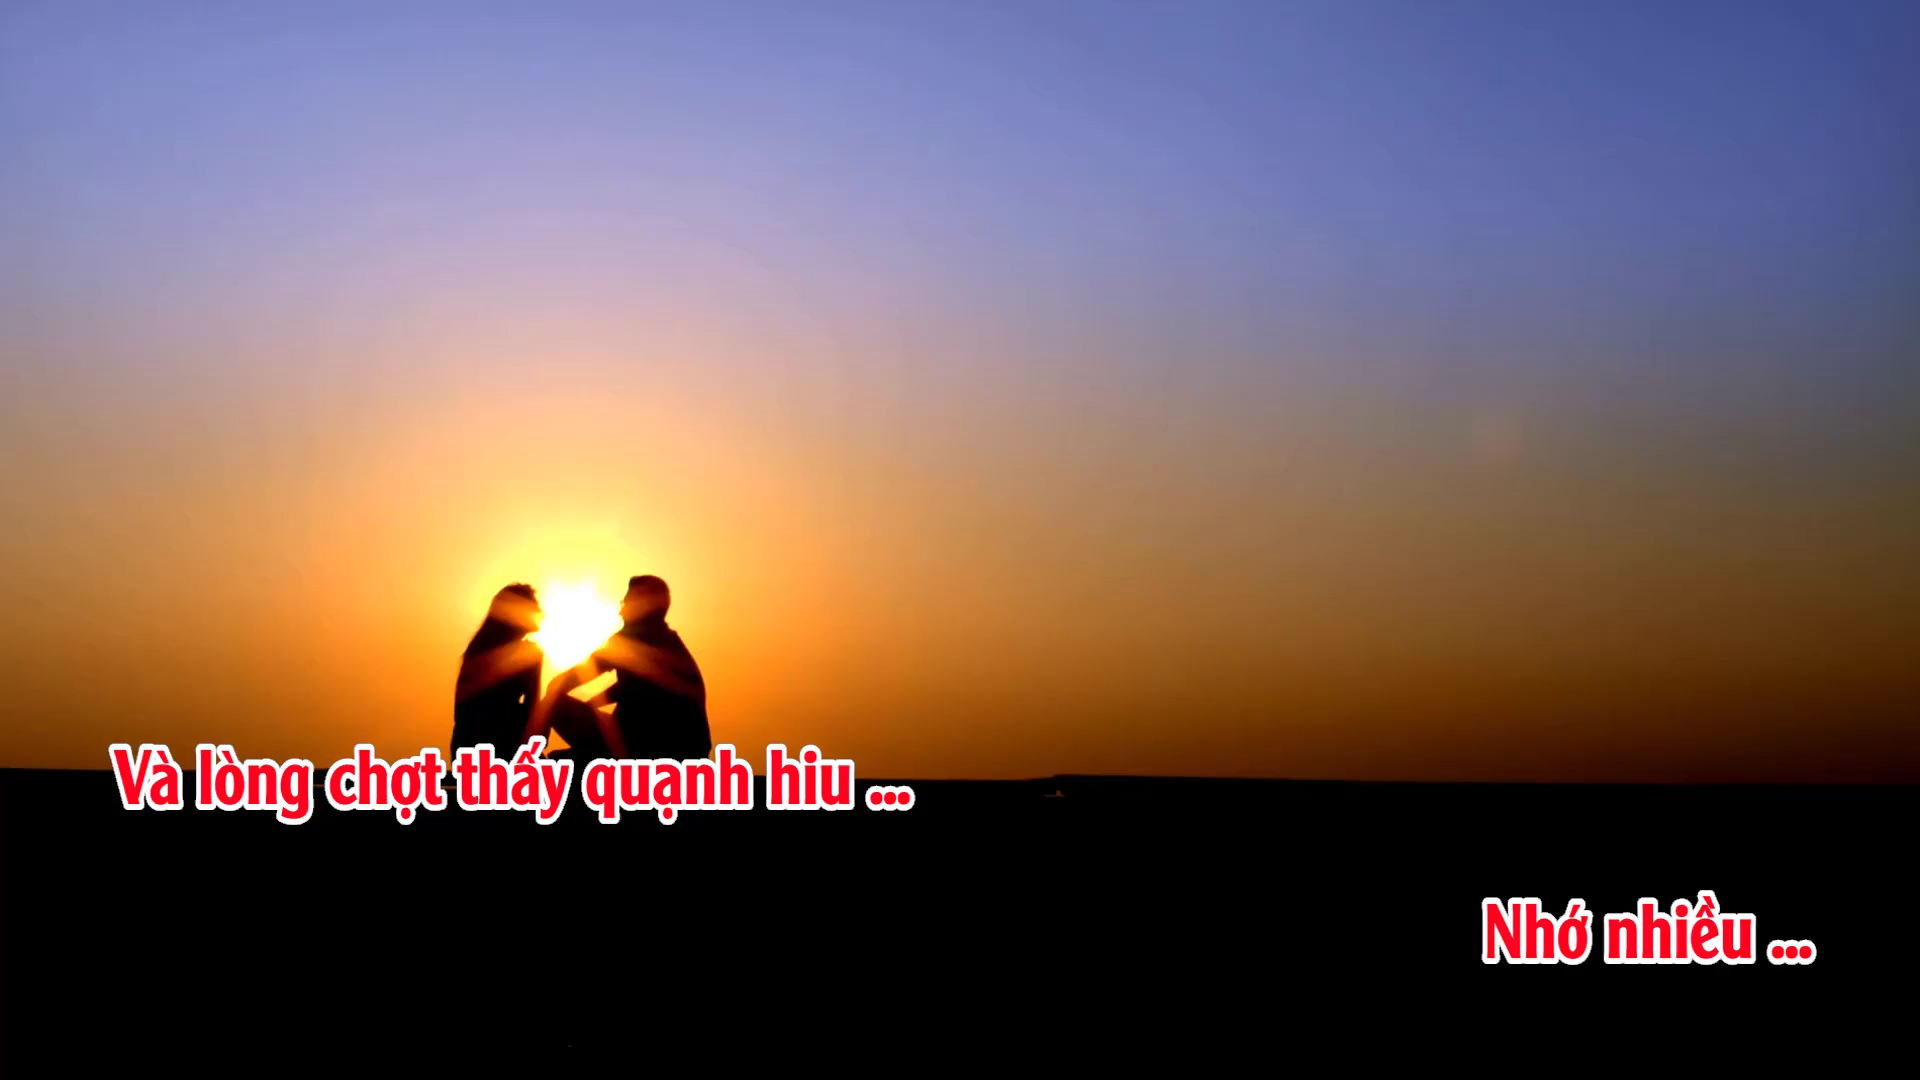 Và lòng chợt thấy quạnh hiu ...
Nhớ nhiều ...